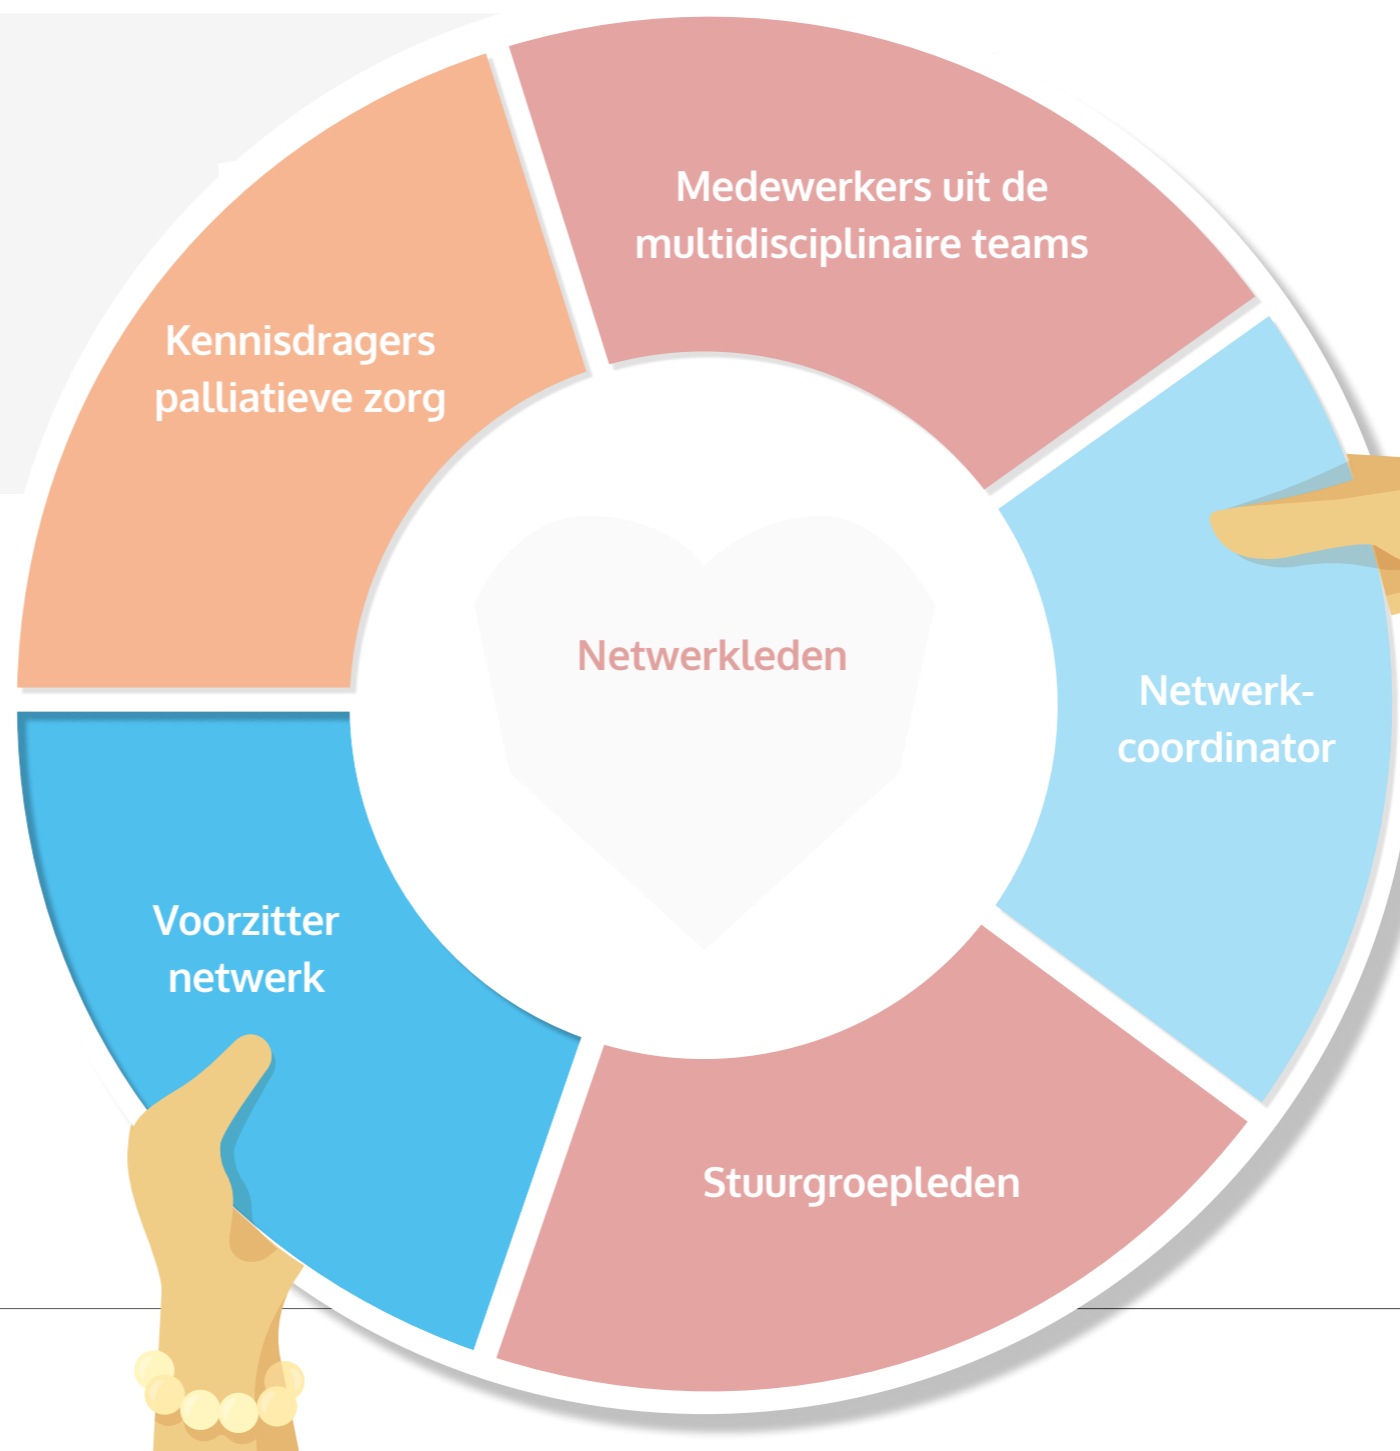 Medewerkers uit de
multidisciplinaire teams
Kennisdragers
palliatieve zorg
Netwerkleden
Netwerk-
coordinator
Voorzitter
netwerk
Stuurgroepleden